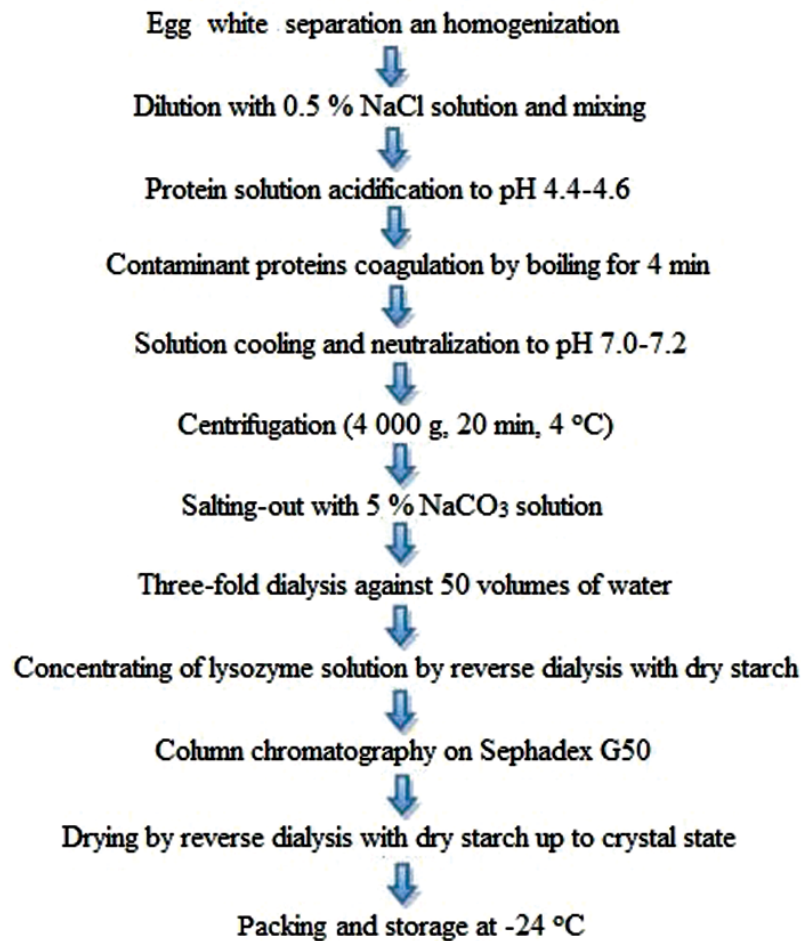 Egg white separation an homogenization
Dilution with 0.5 % NaCl solution and mixing
Protein solution acidification to pH 4.4-4.6
Contaminant proteins coagulation by boiling for 4 min
Solution cooling and neutralization to pH 7.0-7.2
Centrifugation (4 000 g, 20 min, 4 °C)
Salting-out with 5 % NaCO₃ solution
Three-fold dialysis against 50 volumes of water
Concentrating of lysozyme solution by reverse dialysis with dry starch
Column chromatography on Sephadex G50
Drying by reverse dialysis with dry starch up to crystal state
Packing and storage at -24 °C